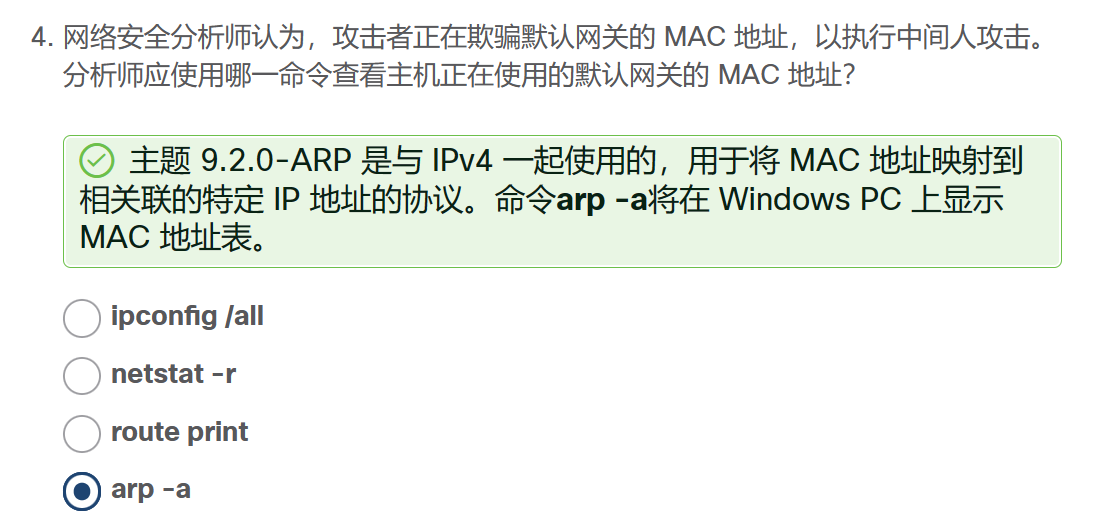 4. 网络安全分析师认为，攻击者正在欺骗默认网关的 MAC 地址，以执行中间人攻击。
分析师应使用哪一命令查看主机正在使用的默认网关的 MAC 地址？
主题 9.2.0-ARP 是与 IPv4 一起使用的，用于将 MAC 地址映射到
相关联的特定 IP 地址的协议。命令arp -a将在 Windows PC 上显示
MAC 地址表。
ipconfig /all
netstat -r
route print
arp -a